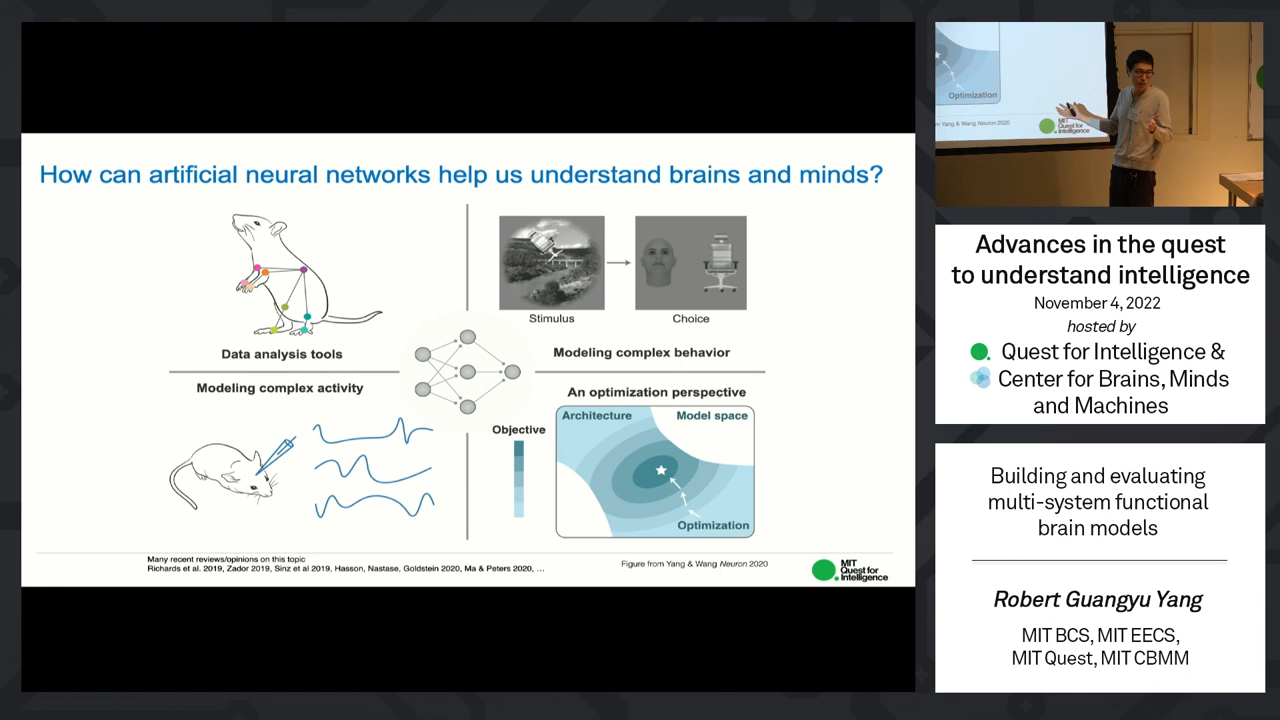 How can artificial neural networks help us understand brains and minds?
Data analysis tools
Stimulus
Choice
Modeling complex behavior
Modeling complex activity
An optimization perspective
Objective
Architecture
Model space
Optimization
Many recent reviews/opinions on this topic
Richards et al. 2019, Zador 2019, Sinz et al 2019, Hasson, Nastase, Goldstein 2020, Ma & Peters 2020, ...
Figure from Yang & Wang Neuron 2020
MIT
Quest for
Intelligence
Optimization
Yang & Wang Neuron 2020
MIT
Quest for
Intelligence
Advances in the quest
to understand intelligence
November 4, 2022
hosted by
Quest for Intelligence &
Center for Brains, Minds
and Machines
Building and evaluating
multi-system functional
brain models
Robert Guangyu Yang
MIT BCS, MIT EECS,
MIT Quest, MIT CBMM